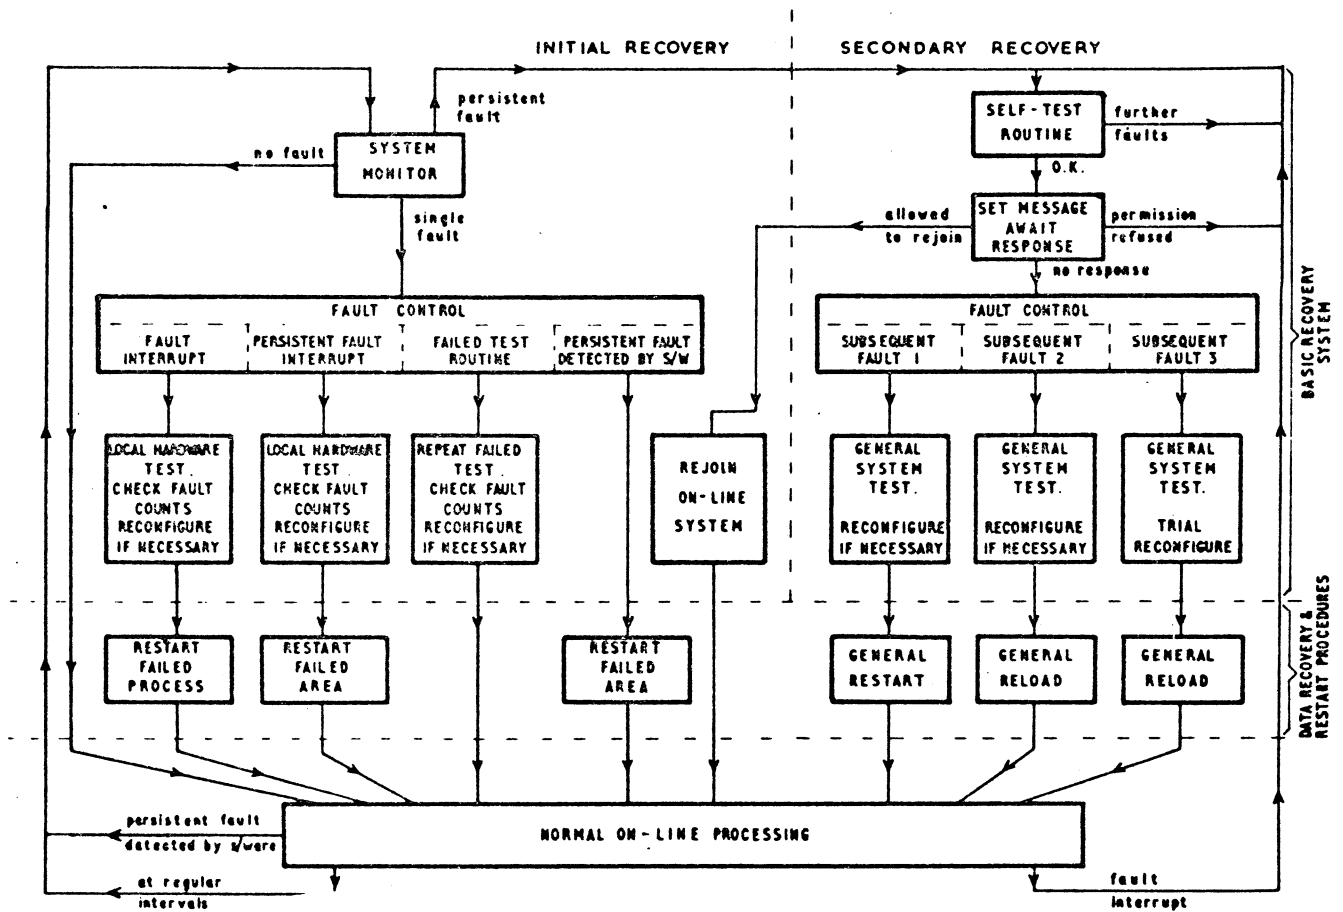 INITIAL RECOVERY
SECONDARY RECOVERY
persistent
fault
SYSTEM
MONITOR
no fault
single
fault
SELF-TEST
ROUTINE
further
faults
O.K.
SET MESSAGE
AWAIT
RESPONSE
allowed
to rejoin
permission
refused
no response
FAULT CONTROL
FAULT
INTERRUPT
PERSISTENT FAULT
INTERRUPT
FAILED TEST
ROUTINE
PERSISTENT FAULT
DETECTED BY S/W
FAULT CONTROL
SUBSEQUENT
FAULT 1
SUBSEQUENT
FAULT 2
SUBSEQUENT
FAULT 3
BASIC RECOVERY
SYSTEM
LOCAL HARDWARE
TEST.
CHECK FAULT
COUNTS
RECONFIGURE
IF NECESSARY
LOCAL HARDWARE
TEST.
CHECK FAULT
COUNTS
RECONFIGURE
IF NECESSARY
REPEAT FAILED
TEST.
CHECK FAULT
COUNTS
RECONFIGURE
IF NECESSARY
REJOIN
ON-LINE
SYSTEM
GENERAL
SYSTEM
TEST.
RECONFIGURE
IF NECESSARY
GENERAL
SYSTEM
TEST.
RECONFIGURE
IF NECESSARY
GENERAL
SYSTEM
TEST.
TRIAL
RECONFIGURE
RESTART
FAILED
PROCESS
RESTART
FAILED
AREA
RESTART
FAILED
AREA
GENERAL
RESTART
GENERAL
RELOAD
GENERAL
RELOAD
DATA RECOVERY &
RESTART PROCEDURES
NORMAL ON-LINE PROCESSING
persistent fault
detected by s/ware
at regular
intervals
fault
interrupt